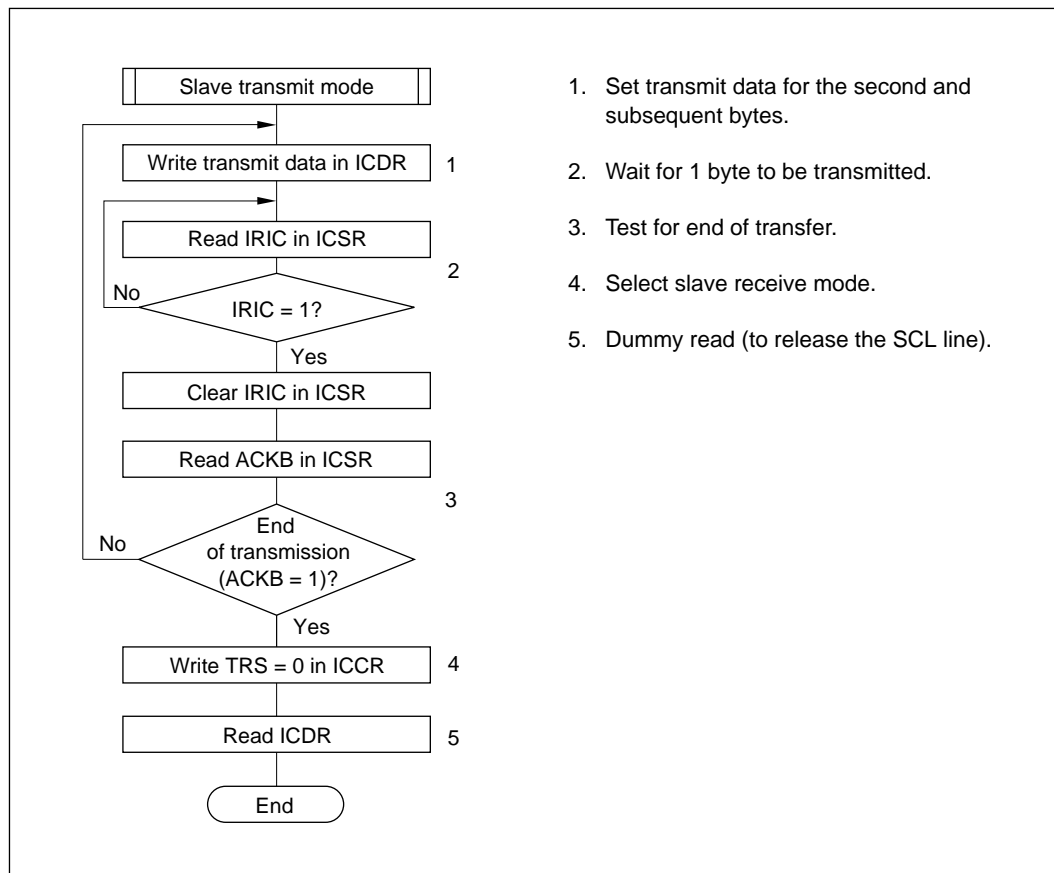 Slave transmit mode
Write transmit data in ICDR
1
Read IRIC in ICSR
2
No
IRIC = 1?
Yes
Clear IRIC in ICSR
Read ACKB in ICSR
3
End
No
of transmission
(ACKB = 1)?
Yes
Write TRS = 0 in ICCR
4
Read ICDR
5
End
1. Set transmit data for the second and
subsequent bytes.
2. Wait for 1 byte to be transmitted.
3. Test for end of transfer.
4. Select slave receive mode.
5. Dummy read (to release the SCL line).